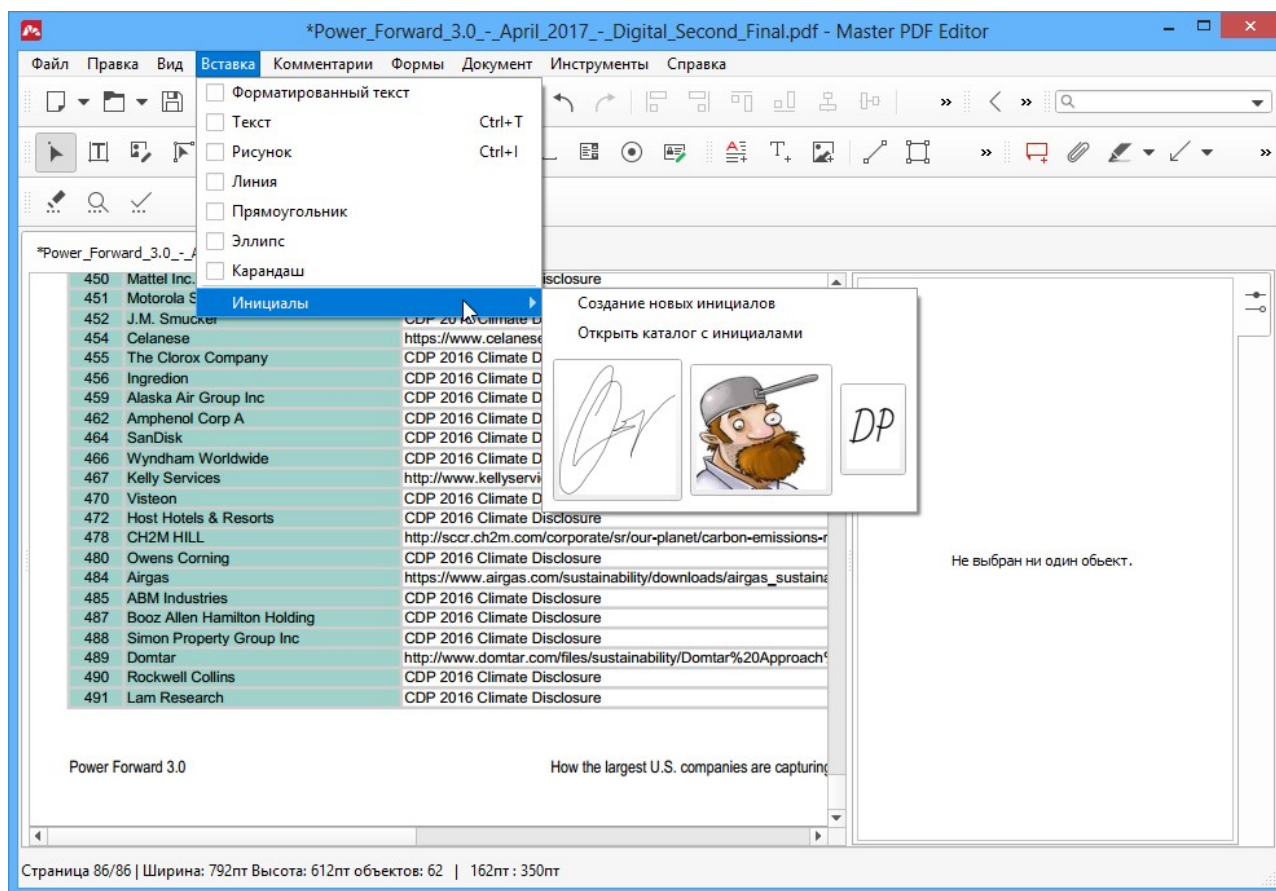 *Power_Forward_3.0_-_April_2017_-_Digital_Second_Final.pdf - Master PDF Editor
Файл Правка Вид Вставка Комментарии Формы Документ Инструменты Справка
Форматированный текст
Текст Ctrl+T
Рисунок Ctrl+I
Линия
Прямоугольник
Эллипс
Карандаш
Инициалы
Создание новых инициалов
Открыть каталог с инициалами
DP
*Power_Forward_3.0_-_
450 Mattel Inc. isclosure
451 Motorola S
452 J.M. Smucker CDP 2016 Climate D
454 Celanese https://www.celanese
455 The Clorox Company CDP 2016 Climate D
456 Ingredion CDP 2016 Climate D
459 Alaska Air Group Inc CDP 2016 Climate D
462 Amphenol Corp A CDP 2016 Climate D
464 SanDisk CDP 2016 Climate D
466 Wyndham Worldwide CDP 2016 Climate D
467 Kelly Services http://www.kellyservi
470 Visteon CDP 2016 Climate D
472 Host Hotels & Resorts CDP 2016 Climate Disclosure
478 CH2M HILL http://sccr.ch2m.com/corporate/sr/our-planet/carbon-emissions-r
480 Owens Corning CDP 2016 Climate Disclosure
484 Airgas https://www.airgas.com/sustainability/downloads/airgas_sustaina
485 ABM Industries CDP 2016 Climate Disclosure
487 Booz Allen Hamilton Holding CDP 2016 Climate Disclosure
488 Simon Property Group Inc CDP 2016 Climate Disclosure
489 Domtar http://www.domtar.com/files/sustainability/Domtar%20Approach%
490 Rockwell Collins CDP 2016 Climate Disclosure
491 Lam Research CDP 2016 Climate Disclosure
Power Forward 3.0 How the largest U.S. companies are capturing
Не выбран ни один обьект.
Страница 86/86 | Ширина: 792пт Высота: 612пт объектов: 62 | 162пт : 350пт